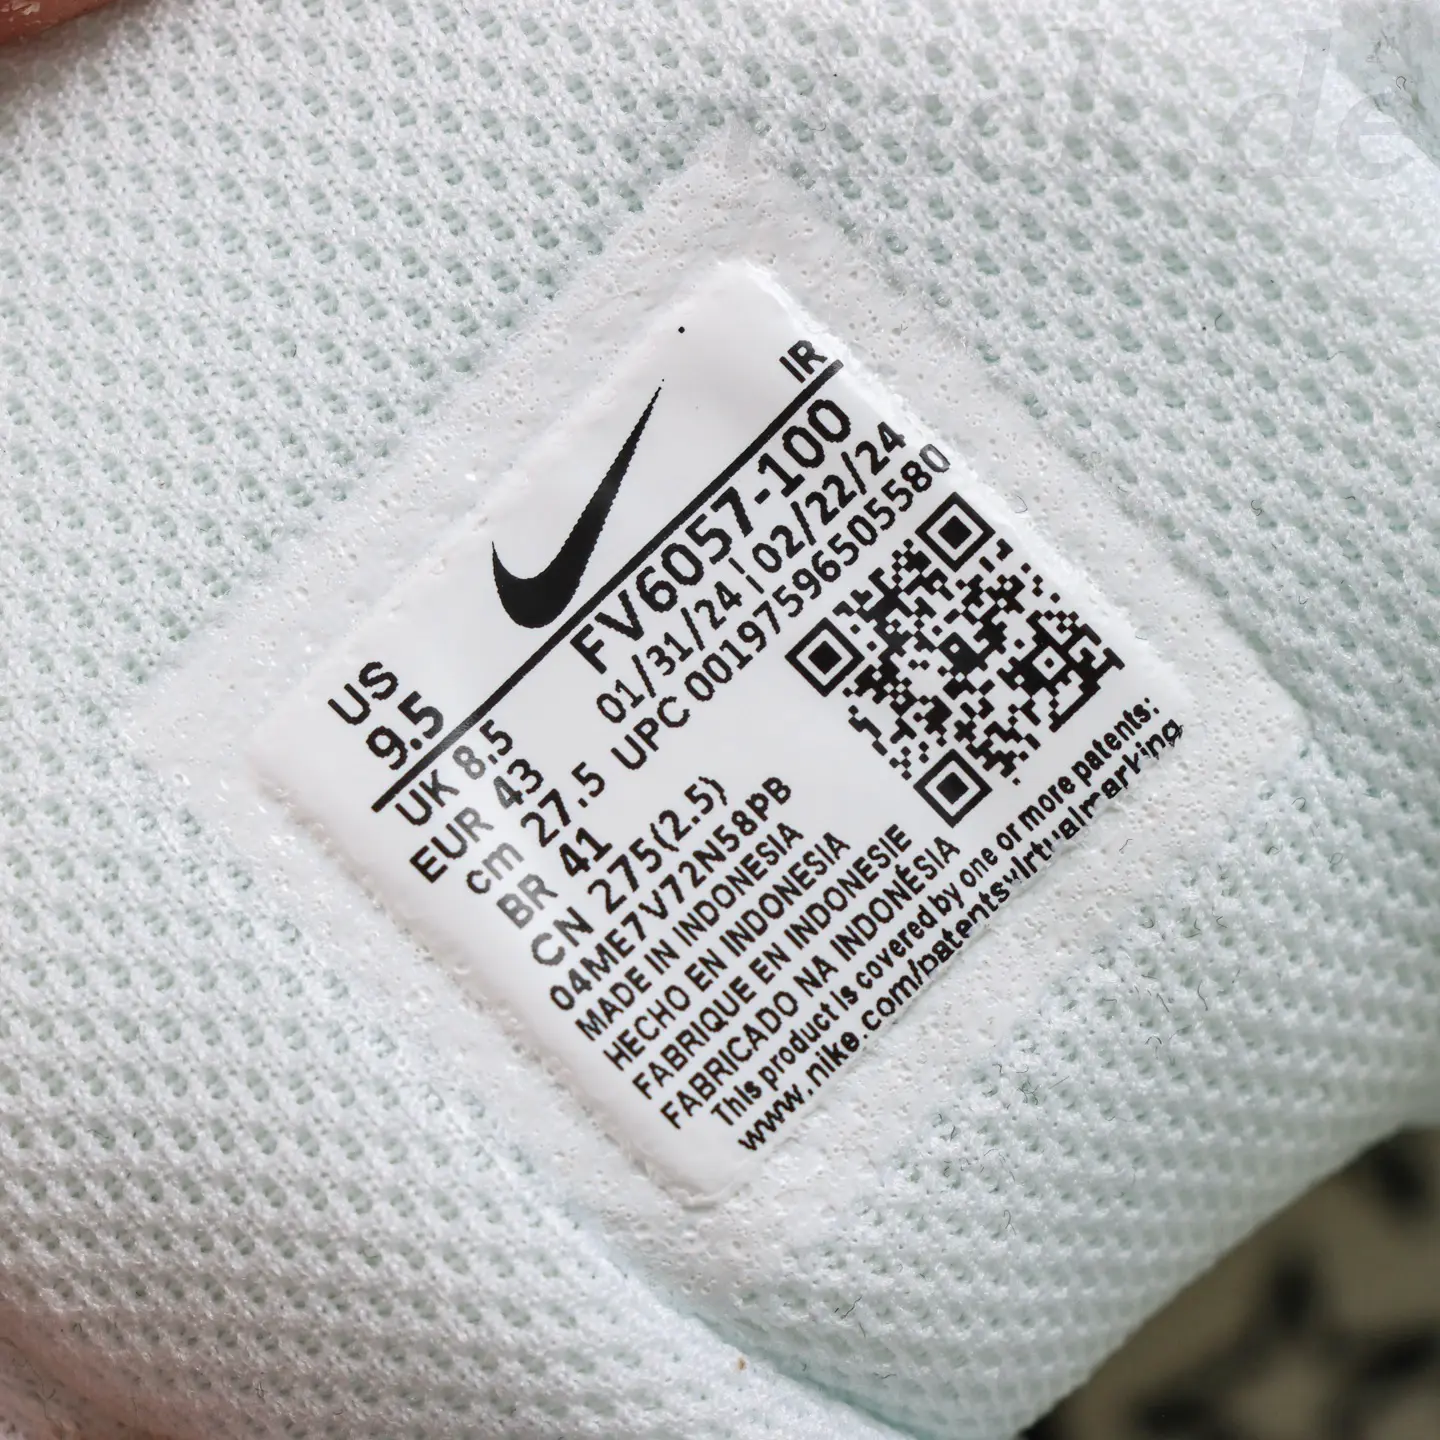 IR
US
9.5
FV6057-100
01/31/24 | 02/22/24
UPC 00197596505580
UK 8.5
EUR 43
cm 27.5
BR 41
CN 275(2.5)
04ME7V72N58PB
MADE IN INDONESIA
HECHO EN INDONESIA
FABRIQUE EN INDONESIE
FABRICADO NA INDONÉSIA
This product is covered by one or more patents:
www.nike.com/patentsvirtualmarking
de